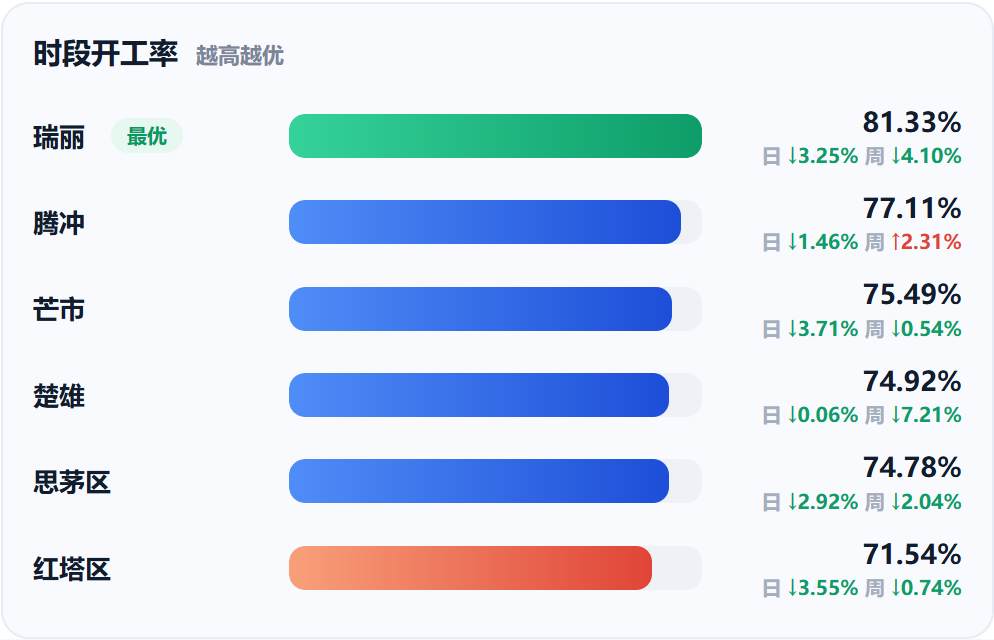 时段开工率 越高越优
瑞丽 最优 81.33%
日 ↓3.25% 周 ↓4.10%
腾冲 77.11%
日 ↓1.46% 周 ↑2.31%
芒市 75.49%
日 ↓3.71% 周 ↓0.54%
楚雄 74.92%
日 ↓0.06% 周 ↓7.21%
思茅区 74.78%
日 ↓2.92% 周 ↓2.04%
红塔区 71.54%
日 ↓3.55% 周 ↓0.74%